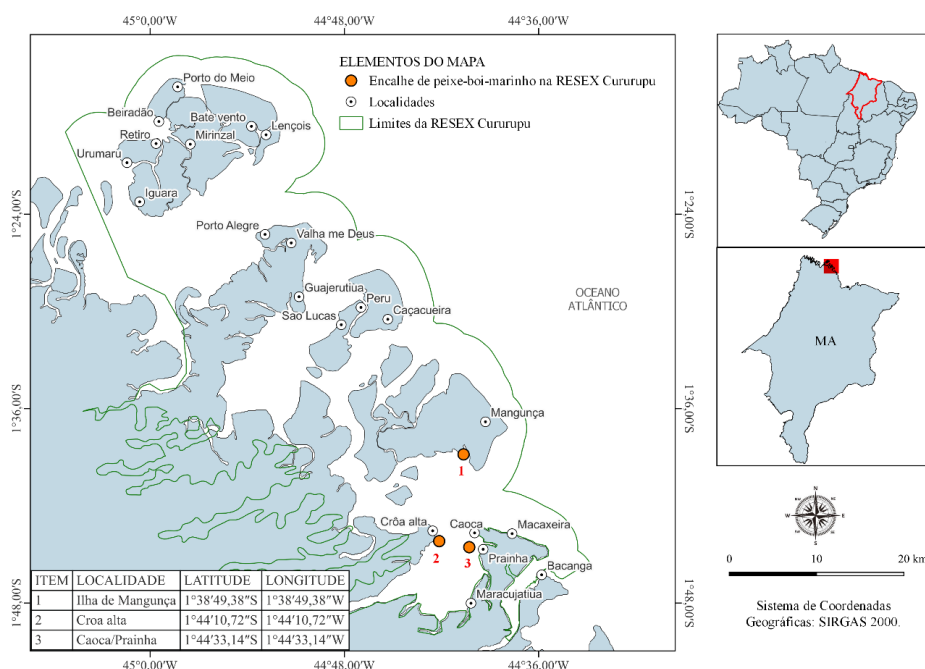 45°0,00'W 44°48,00'W 44°36,00'W
ELEMENTOS DO MAPA
Encalhe de peixe-boi-marinho na RESEX Cururupu
Localidades
Limites da RESEX Cururupu
Porto do Meio
Beiradão
Bate vento
Lençois
Retiro
Mirinzal
Urumaru
Iguara
1°24,00'S
1°24,00'S
Porto Alegre
Valha me Deus
Guajerutiua
Peru
Sao Lucas
Caçacueira
OCEANO
ATLÂNTICO
MA
1°36,00'S
1°36,00'S
Mangunça
1
Crôa alta
Caoca
Macaxeira
2
3
Prainha
Bacanga
Maracujatiua
N
W E
S
0 10 20 km
ITEM LOCALIDADE LATITUDE LONGITUDE
1 Ilha de Mangunça 1°38′49,38″S 1°38′49,38″W
2 Croa alta 1°44′10,72″S 1°44′10,72″W
3 Caoca/Prainha 1°44′33,14″S 1°44′33,14″W
1°48,00'S
1°48,00'S
Sistema de Coordenadas
Geográficas: SIRGAS 2000.
45°0,00'W 44°48,00'W 44°36,00'W